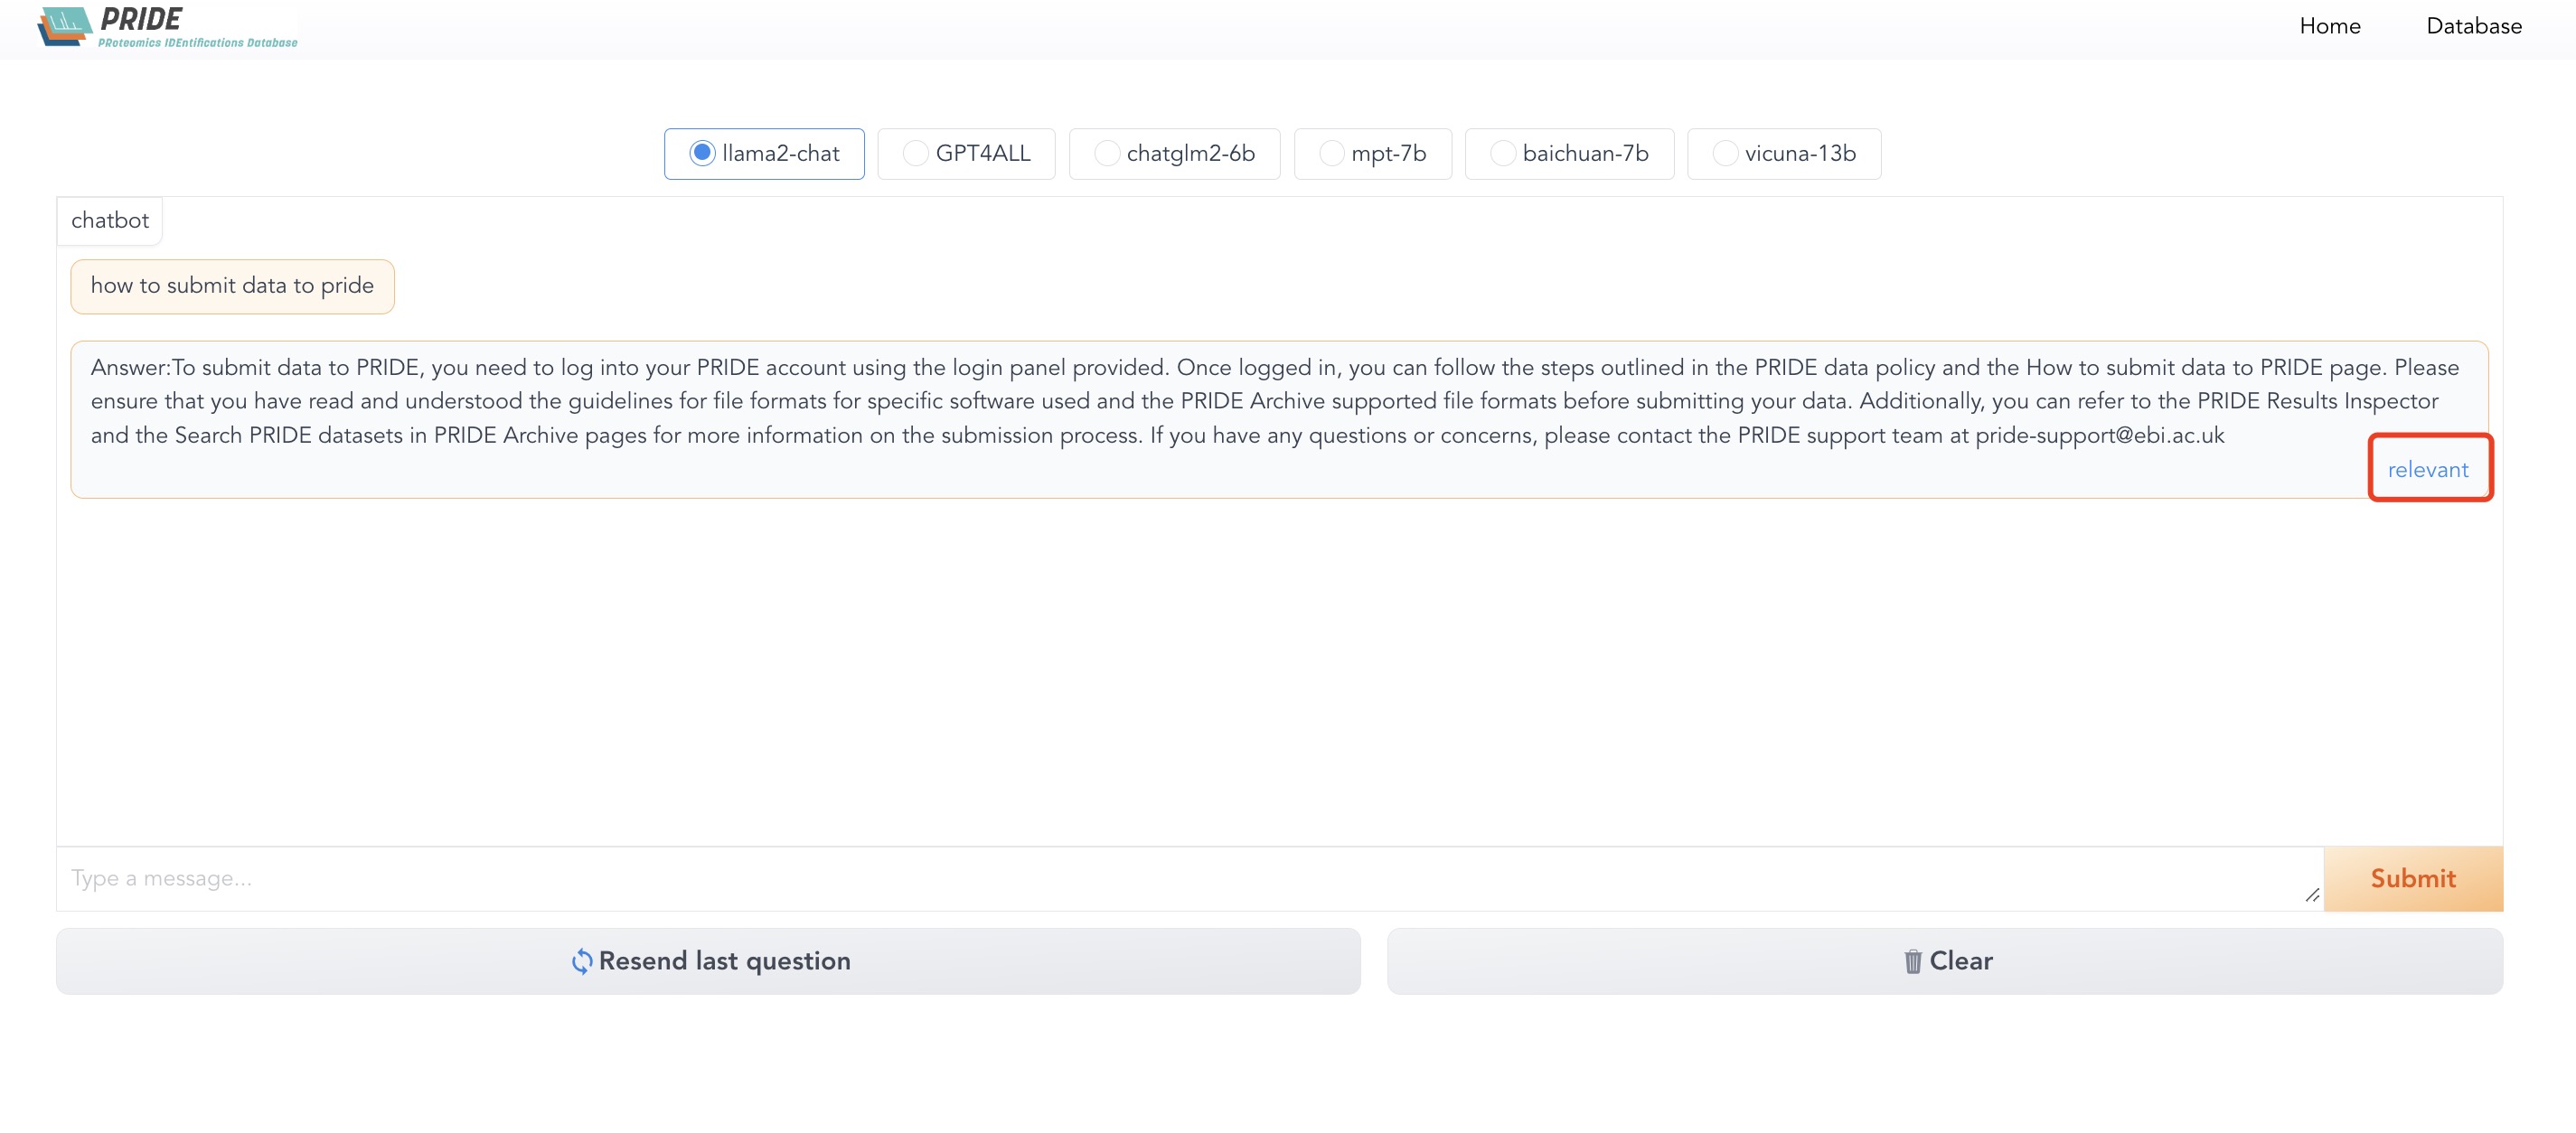 PRIDE
PRoteomics IDEntifications Database
Home
Database
llama2-chat
GPT4ALL
chatglm2-6b
mpt-7b
baichuan-7b
vicuna-13b
chatbot
how to submit data to pride
Answer:To submit data to PRIDE, you need to log into your PRIDE account using the login panel provided. Once logged in, you can follow the steps outlined in the PRIDE data policy and the How to submit data to PRIDE page. Please
ensure that you have read and understood the guidelines for file formats for specific software used and the PRIDE Archive supported file formats before submitting your data. Additionally, you can refer to the PRIDE Results Inspector
and the Search PRIDE datasets in PRIDE Archive pages for more information on the submission process. If you have any questions or concerns, please contact the PRIDE support team at pride-support@ebi.ac.uk
relevant
Type a message...
Submit
Resend last question
Clear